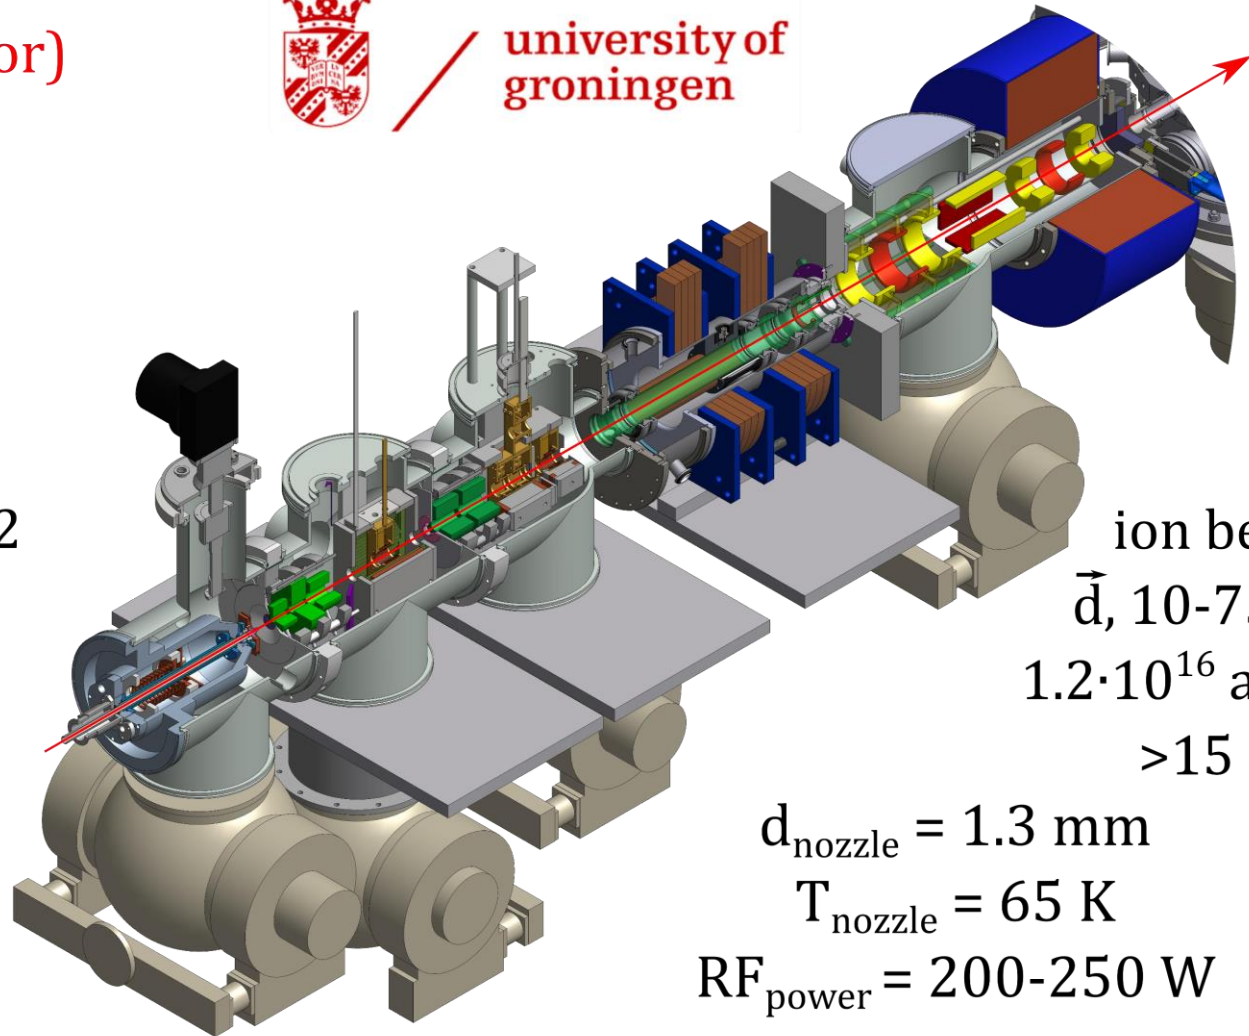 or)
university of
groningen
2
ion be
d⃗, 10-7
1.2·10¹⁶ a
>15
d_nozzle = 1.3 mm
T_nozzle = 65 K
RF_power = 200-250 W